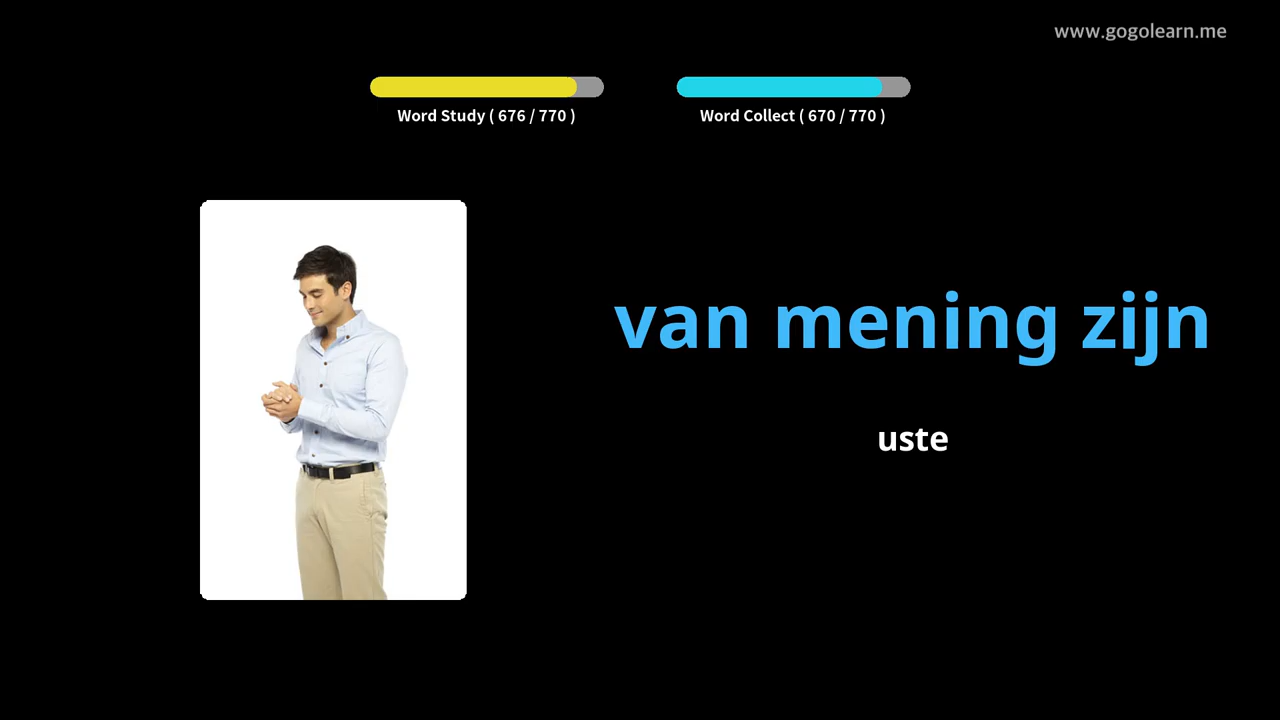 www.gogolearn.me
Word Study ( 676 / 770 )
Word Collect ( 670 / 770 )
van mening zijn
uste